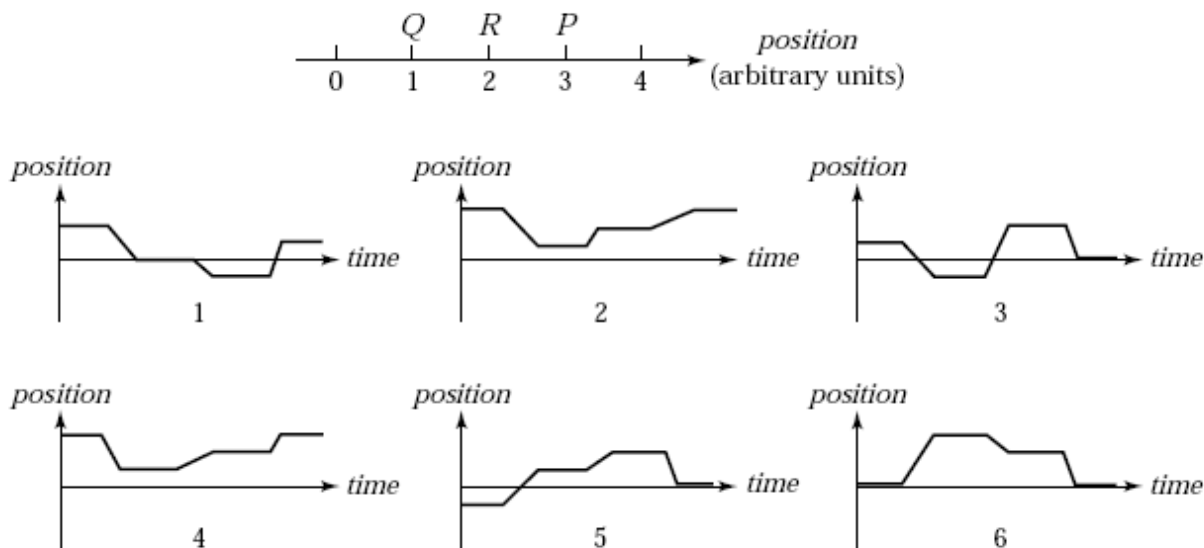 Q R P
position
(arbitrary units)
0 1 2 3 4
position position position
time time time
1 2 3
position position position
time time time
4 5 6